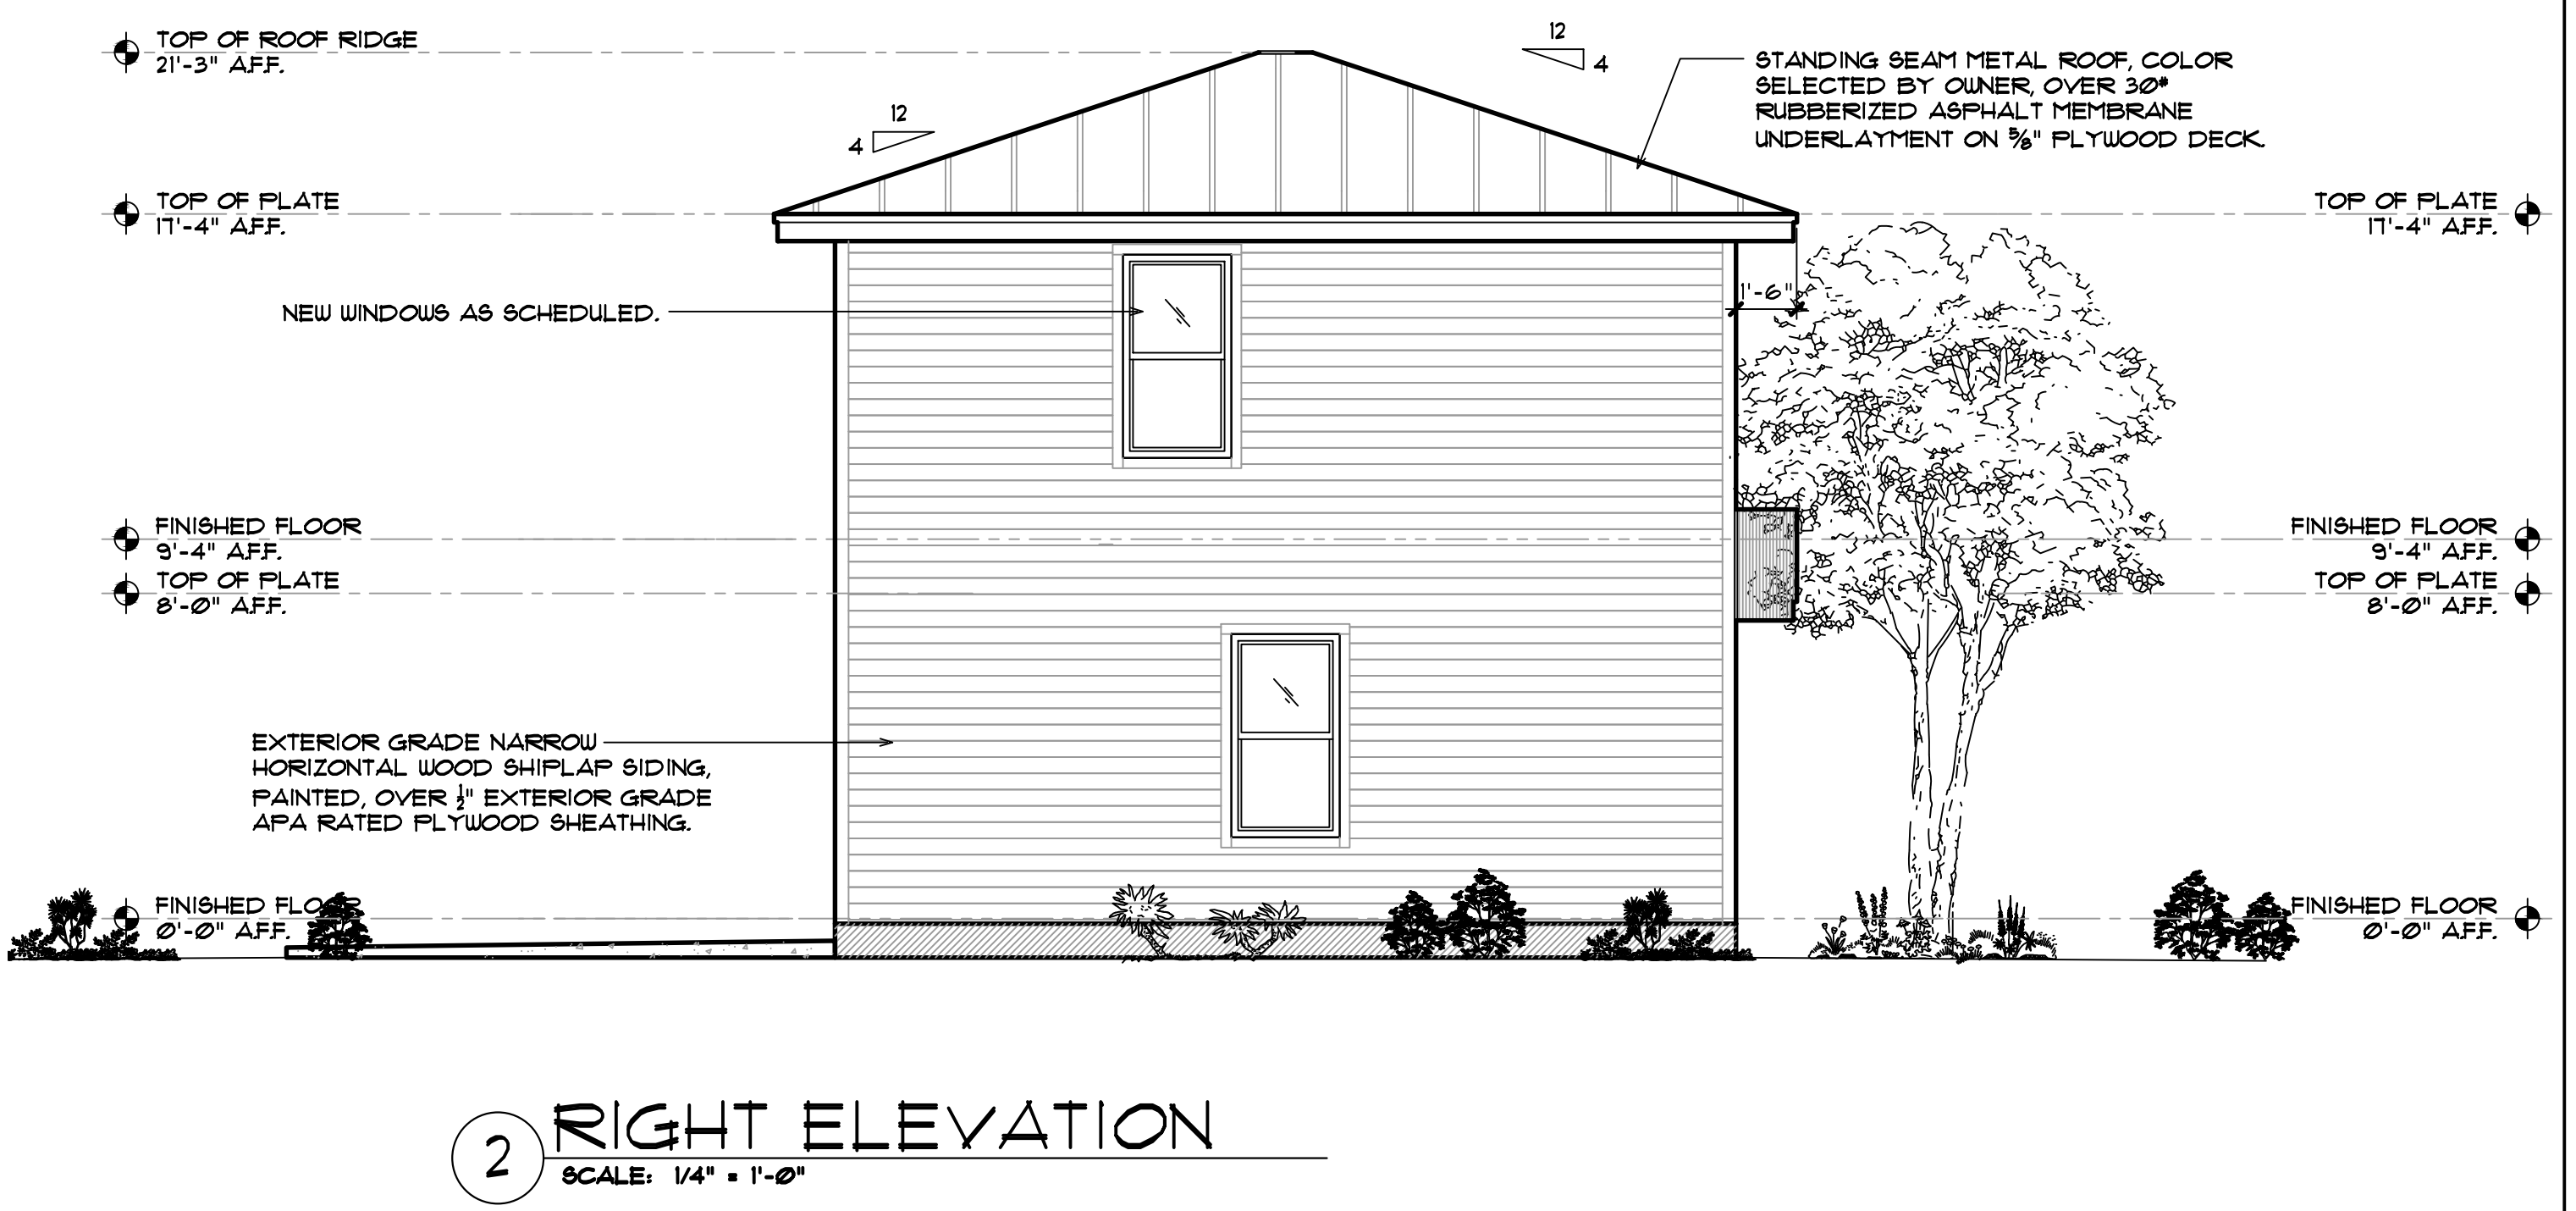 TOP OF ROOF RIDGE
21'-3" A.F.F.
12
4
12
4
STANDING SEAM METAL ROOF, COLOR
SELECTED BY OWNER, OVER 30#
RUBBERIZED ASPHALT MEMBRANE
UNDERLAYMENT ON 5/8" PLYWOOD DECK.
TOP OF PLATE
17'-4" A.F.F.
TOP OF PLATE
17'-4" A.F.F.
NEW WINDOWS AS SCHEDULED.
1'-6"
FINISHED FLOOR
9'-4" A.F.F.
TOP OF PLATE
8'-0" A.F.F.
FINISHED FLOOR
9'-4" A.F.F.
TOP OF PLATE
8'-0" A.F.F.
EXTERIOR GRADE NARROW
HORIZONTAL WOOD SHIPLAP SIDING,
PAINTED, OVER 1/2" EXTERIOR GRADE
APA RATED PLYWOOD SHEATHING.
FINISHED FLOOR
0'-0" A.F.F.
FINISHED FLOOR
0'-0" A.F.F.
2
RIGHT ELEVATION
SCALE: 1/4" = 1'-0"